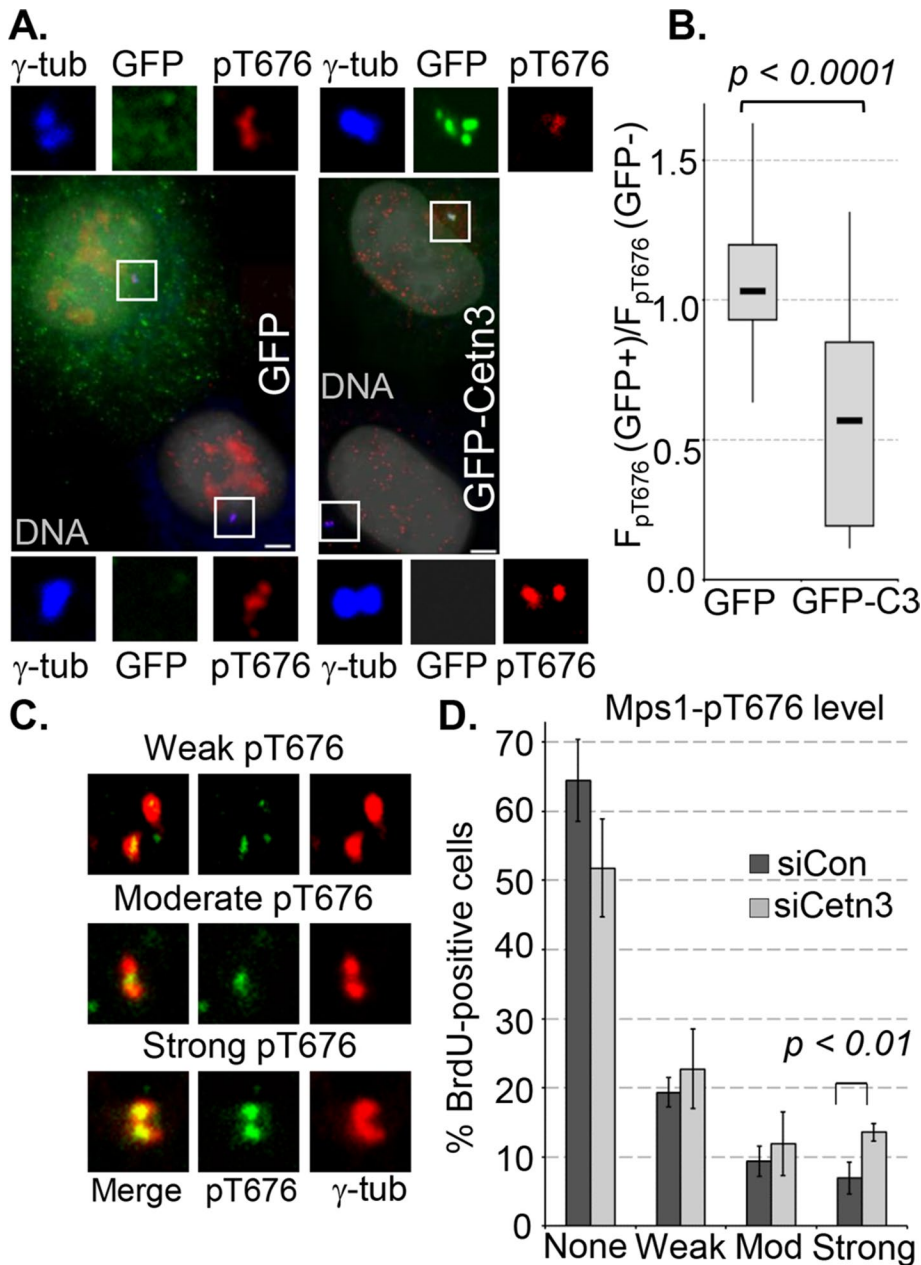 A.
γ-tub GFP pT676 γ-tub GFP pT676
GFP
DNA
GFP-Cetn3
DNA
γ-tub GFP pT676 γ-tub GFP pT676
B.
p < 0.0001
F_pT676 (GFP+)/F_pT676 (GFP-)
1.5
1.0
0.5
0.0
GFP GFP-C3
C.
Weak pT676
Moderate pT676
Strong pT676
Merge pT676 γ-tub
D.
Mps1-pT676 level
% BrdU-positive cells
70
60
50
40
30
20
10
0
siCon
siCetn3
p < 0.01
None Weak Mod Strong